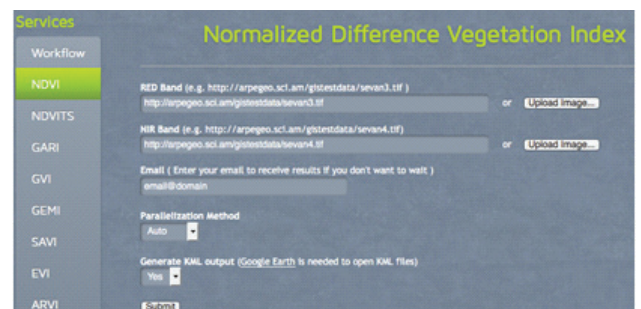 Services
Normalized Difference Vegetation Index
Workflow
NDVI
NDVITS
GARI
GVI
GEMI
SAVI
EVI
ARVI
RED Band (e.g. http://arpegeo.sci.am/gistestdata/sevan3.tif )
http://arpegeo.sci.am/gistestdata/sevan3.tif
or
Upload Image...
NIR Band (e.g. http://arpegeo.sci.am/gistestdata/sevan4.tif)
http://arpegeo.sci.am/gistestdata/sevan4.tif
or
Upload Image...
Email ( Enter your email to receive results if you don't want to wait )
email@domain
Parallelization Method
Auto
Generate KML output (Google Earth is needed to open KML files)
Yes
Submit